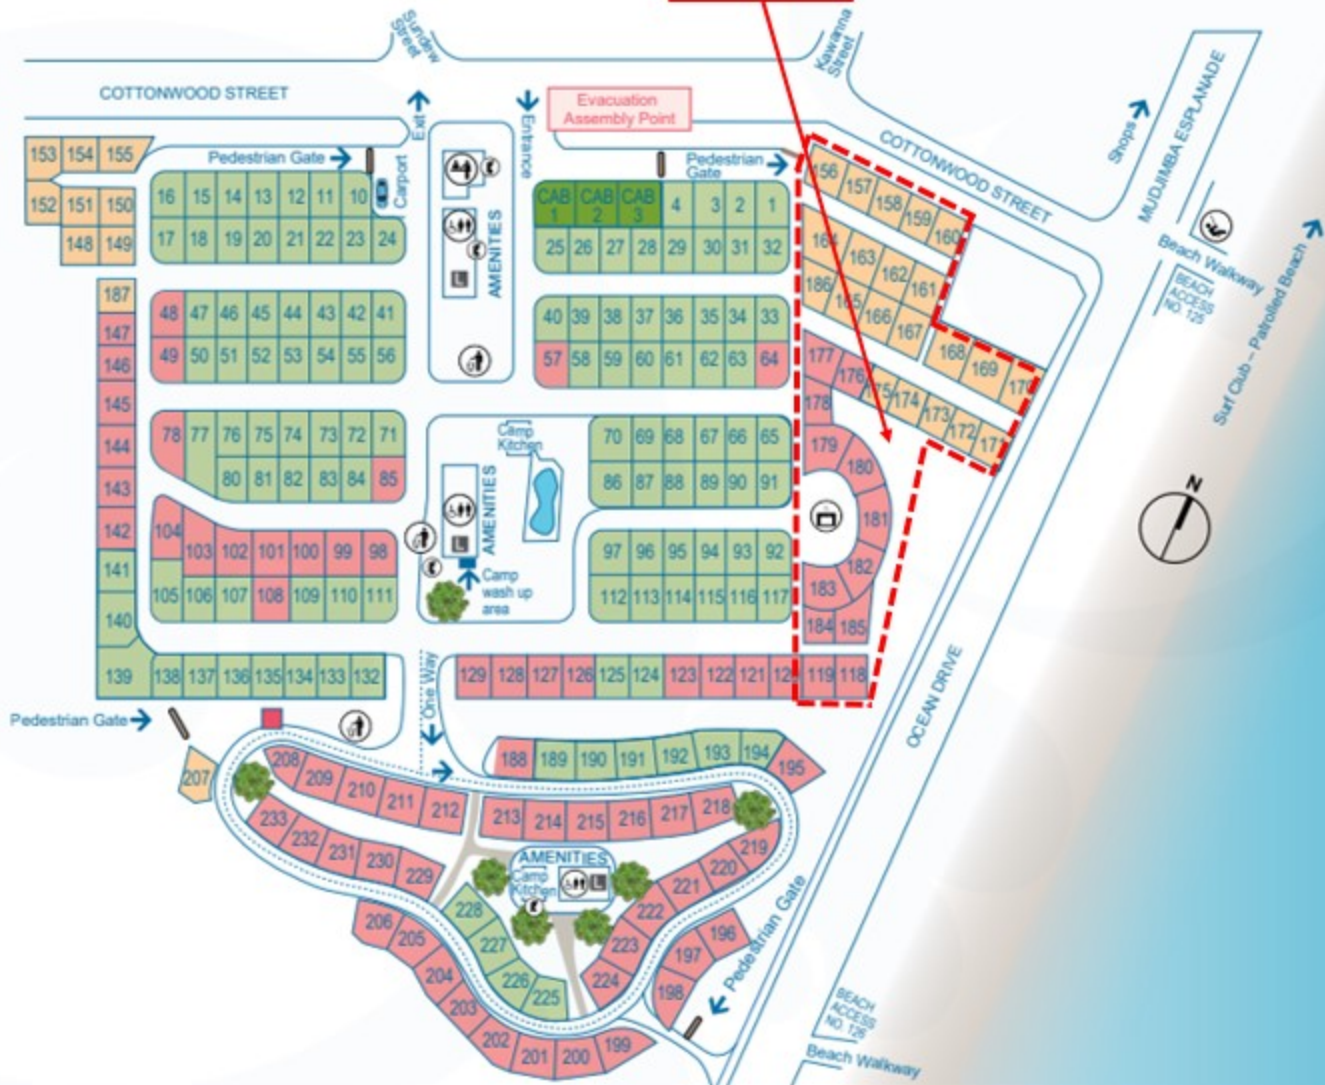 Sundew
Street
Kawanna
Street
COTTONWOOD STREET
Exit
Entrance
Evacuation
Assembly Point
COTTONWOOD STREET
Shops
MUDJIMBA ESPLANADE
153 154 155
Pedestrian Gate
Carport
Pedestrian
Gate
152 151 150
148 149
16 15 14 13 12 11 10
17 18 19 20 21 22 23 24
AMENITIES
L
CAB
1
CAB
2
CAB
3
4 3 2 1
25 26 27 28 29 30 31 32
156 157 158 159 160
164 163 162 161
186 165 166 167
168 169 170
Beach Walkway
BEACH
ACCESS
NO. 125
Surf Club – Patrolled Beach
187
147
146
145
144
143
142
141
140
139
48 47 46 45 44 43 42 41
49 50 51 52 53 54 55 56
40 39 38 37 36 35 34 33
57 58 59 60 61 62 63 64
177 176 175 174 173 172 171
178
179
180
181
182
183
184 185
78 77 76 75 74 73 72 71
80 81 82 83 84 85
Camp
Kitchen
AMENITIES
L
Camp
wash up
area
70 69 68 67 66 65
86 87 88 89 90 91
N
104 103 102 101 100 99 98
105 106 107 108 109 110 111
97 96 95 94 93 92
112 113 114 115 116 117
138 137 136 135 134 133 132
One Way
129 128 127 126 125 124 123 122 121 119 118
OCEAN DRIVE
Pedestrian Gate
207
188 189 190 191 192 193 194 195
208 209 210 211 212
213 214 215 216 217 218
233 232 231 230 229
219
220
221
222
223
224
AMENITIES
Camp
Kitchen
L
228
227
226
225
206
205
204
203
202
201
200
199
196
197
198
Pedestrian Gate
BEACH
ACCESS
NO. 126
Beach Walkway